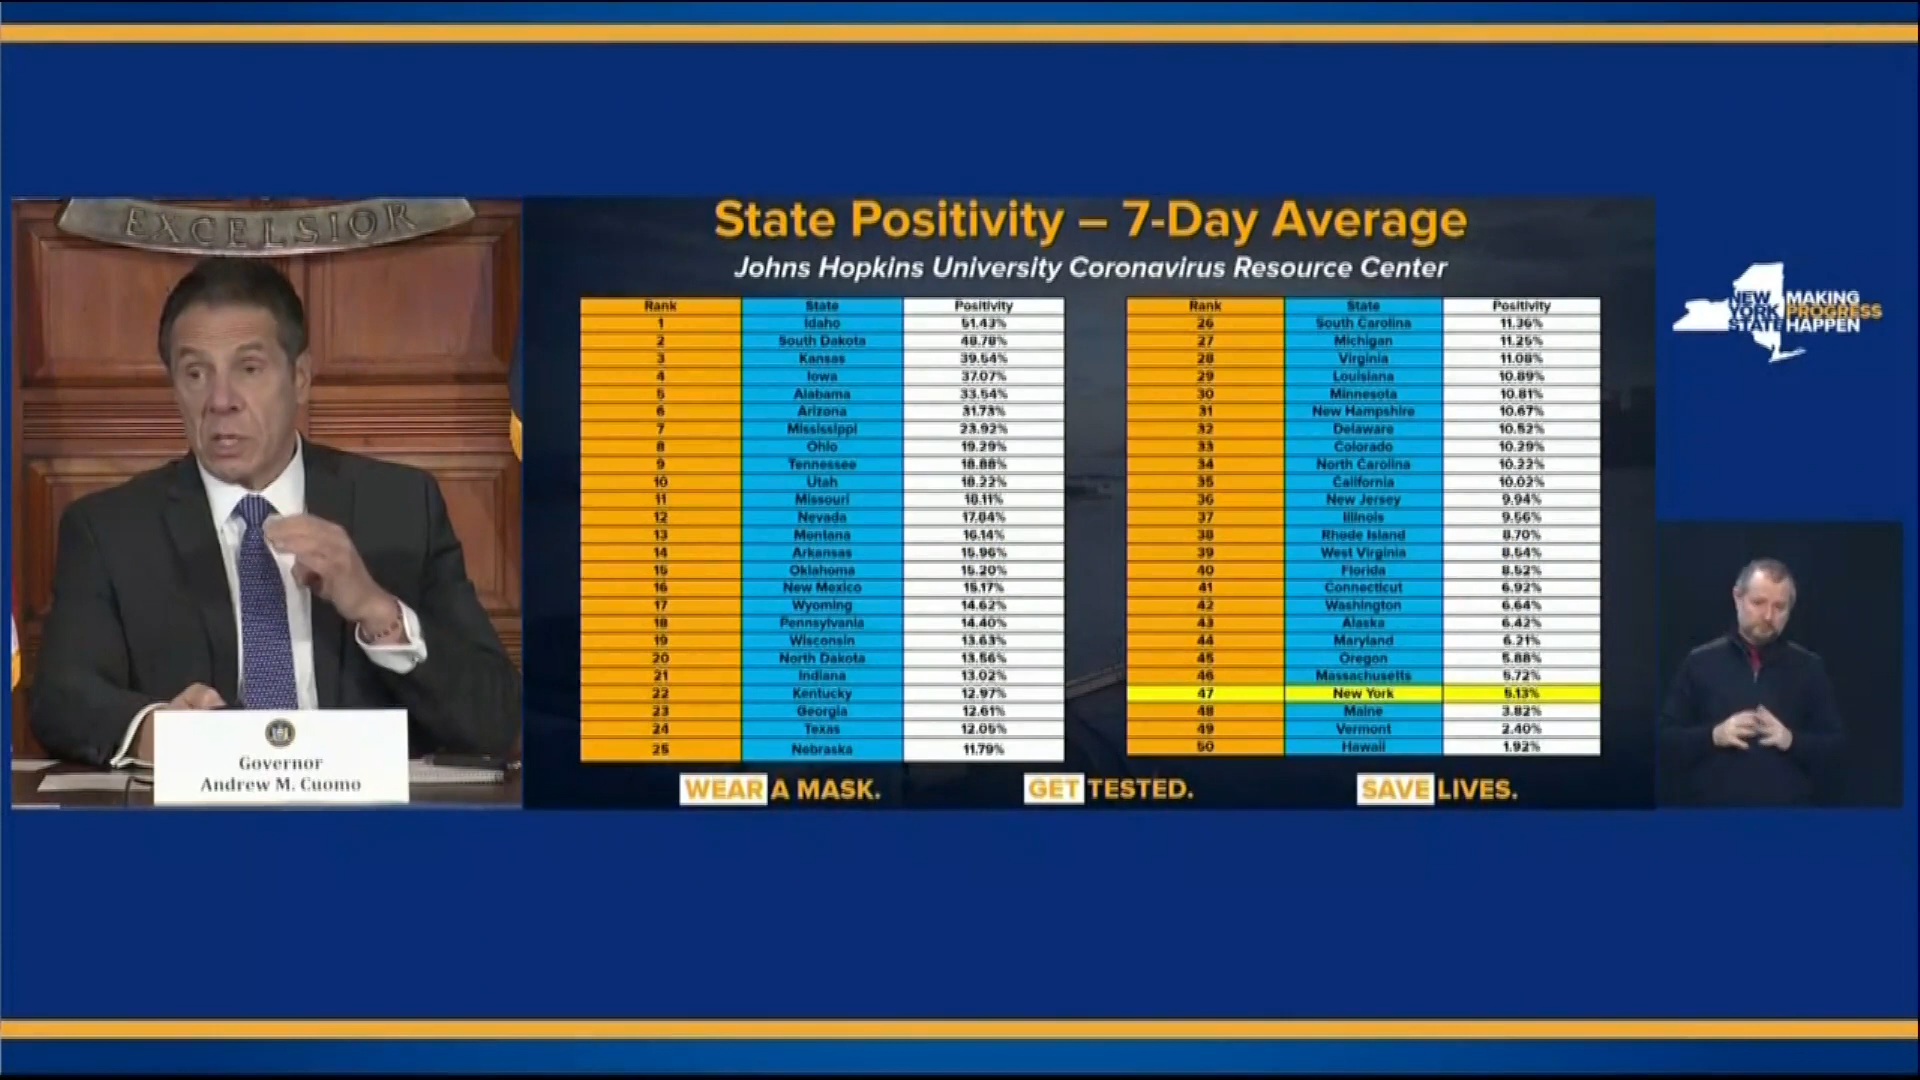 EXCELSIOR
Governor
Andrew M. Cuomo
State Positivity – 7-Day Average
Johns Hopkins University Coronavirus Resource Center
Rank State Positivity
1 Idaho 51.43%
2 South Dakota 48.78%
3 Kansas 39.54%
4 Iowa 37.07%
5 Alabama 33.54%
6 Arizona 31.73%
7 Mississippi 23.92%
8 Ohio 19.29%
9 Tennessee 18.88%
10 Utah 18.22%
11 Missouri 18.11%
12 Nevada 17.84%
13 Montana 16.14%
14 Arkansas 15.96%
15 Oklahoma 15.20%
16 New Mexico 15.17%
17 Wyoming 14.62%
18 Pennsylvania 14.40%
19 Wisconsin 13.63%
20 North Dakota 13.56%
21 Indiana 13.02%
22 Kentucky 12.97%
23 Georgia 12.61%
24 Texas 12.05%
25 Nebraska 11.79%
Rank State Positivity
26 South Carolina 11.36%
27 Michigan 11.25%
28 Virginia 11.08%
29 Louisiana 10.89%
30 Minnesota 10.81%
31 New Hampshire 10.67%
32 Delaware 10.52%
33 Colorado 10.29%
34 North Carolina 10.22%
35 California 10.02%
36 New Jersey 9.94%
37 Illinois 9.56%
38 Rhode Island 8.70%
39 West Virginia 8.54%
40 Florida 8.52%
41 Connecticut 6.92%
42 Washington 6.64%
43 Alaska 6.42%
44 Maryland 6.21%
45 Oregon 5.88%
46 Massachusetts 5.72%
47 New York 5.13%
48 Maine 3.82%
49 Vermont 2.40%
50 Hawaii 1.92%
WEAR A MASK. GET TESTED. SAVE LIVES.
NEW YORK STATE
MAKING
PROGRESS
HAPPEN